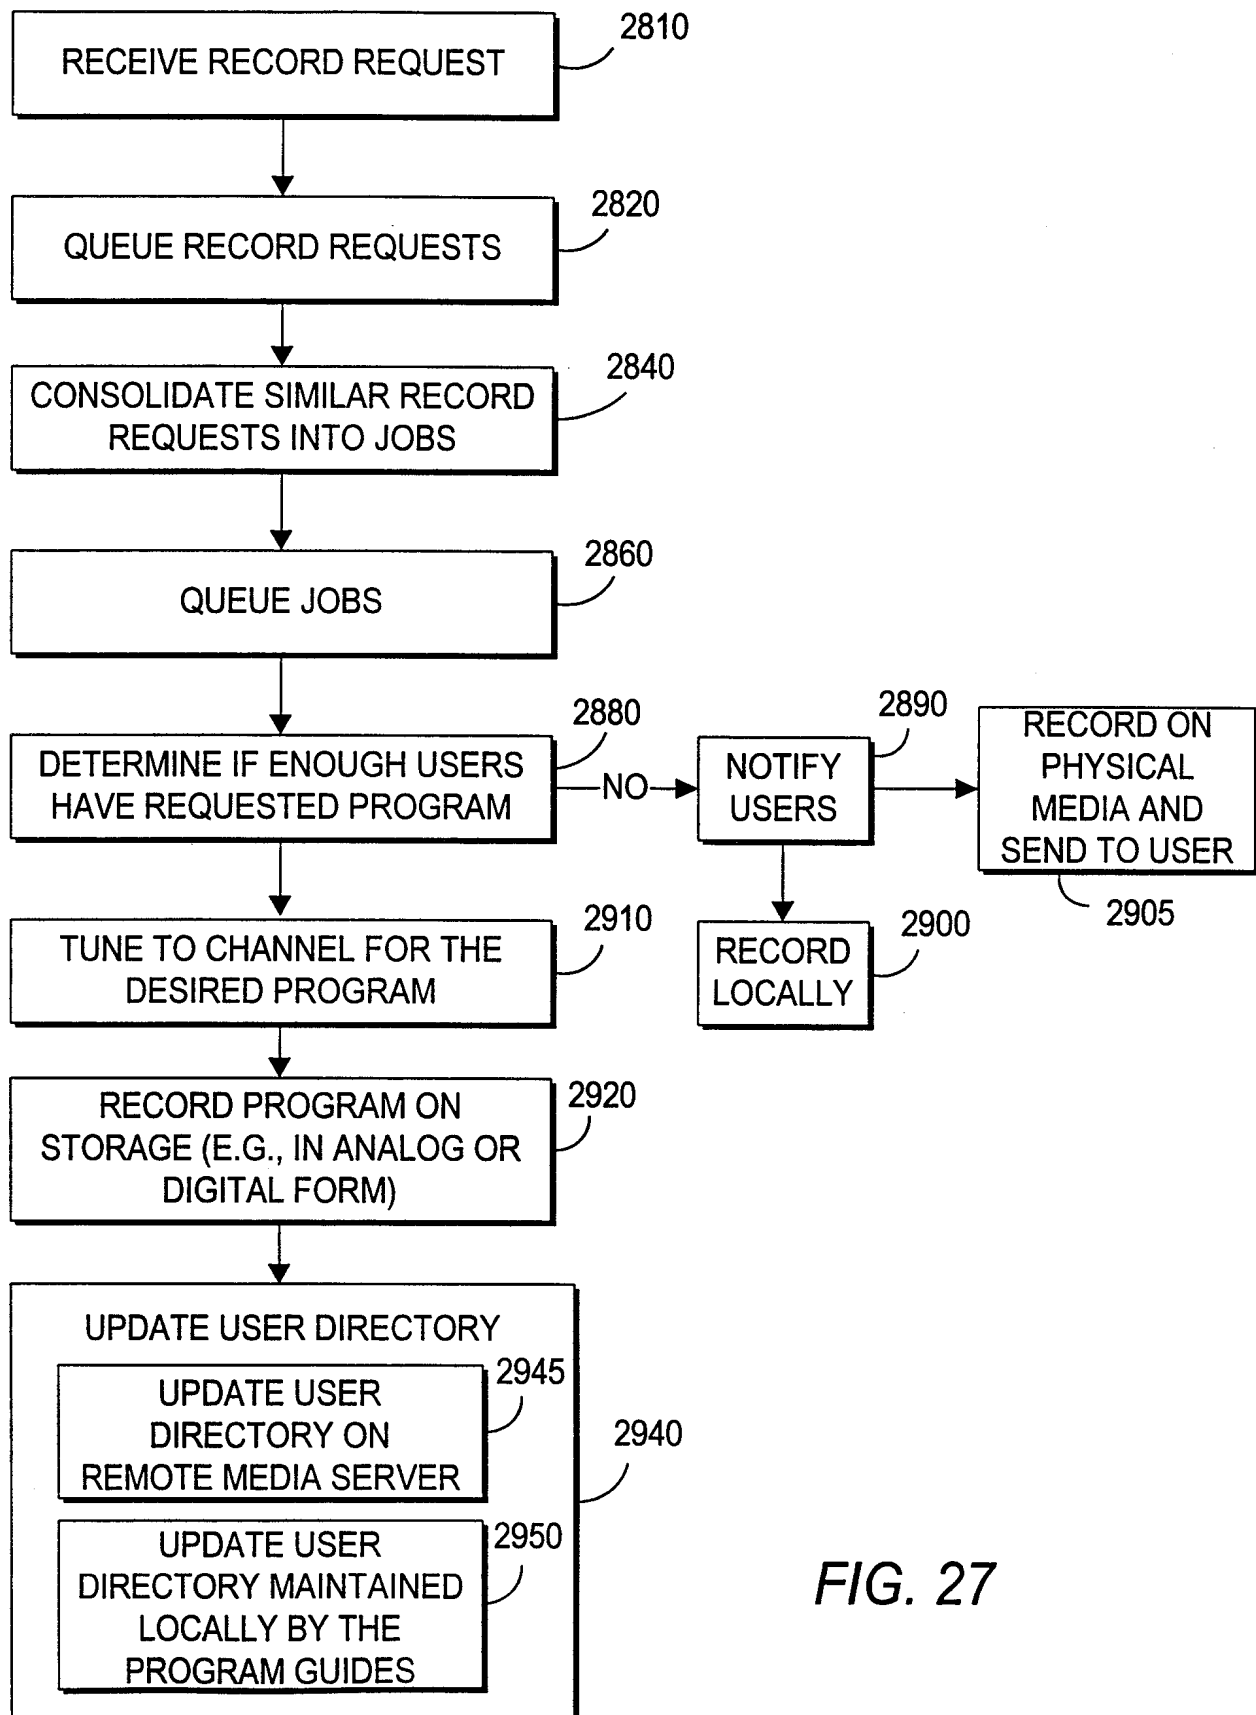 RECEIVE RECORD REQUEST
2810
QUEUE RECORD REQUESTS
2820
CONSOLIDATE SIMILAR RECORD
REQUESTS INTO JOBS
2840
QUEUE JOBS
2860
DETERMINE IF ENOUGH USERS
HAVE REQUESTED PROGRAM
2880
NO
NOTIFY
USERS
2890
RECORD ON
PHYSICAL
MEDIA AND
SEND TO USER
2905
RECORD
LOCALLY
2900
TUNE TO CHANNEL FOR THE
DESIRED PROGRAM
2910
RECORD PROGRAM ON
STORAGE (E.G., IN ANALOG OR
DIGITAL FORM)
2920
UPDATE USER DIRECTORY
2940
UPDATE USER
DIRECTORY ON
REMOTE MEDIA SERVER
2945
UPDATE USER
DIRECTORY MAINTAINED
LOCALLY BY THE
PROGRAM GUIDES
2950
FIG. 27